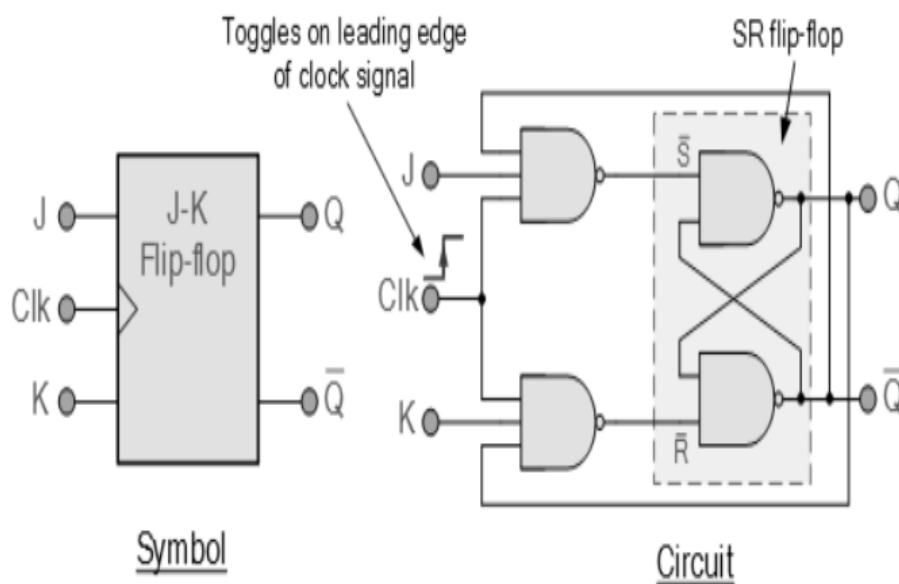 Toggles on leading edge
of clock signal
SR flip-flop
J
J-K
Flip-flop
Q
Clk
K
Q̅
Symbol
J
Clk
K
S̅
R̅
Q
Q̅
Circuit